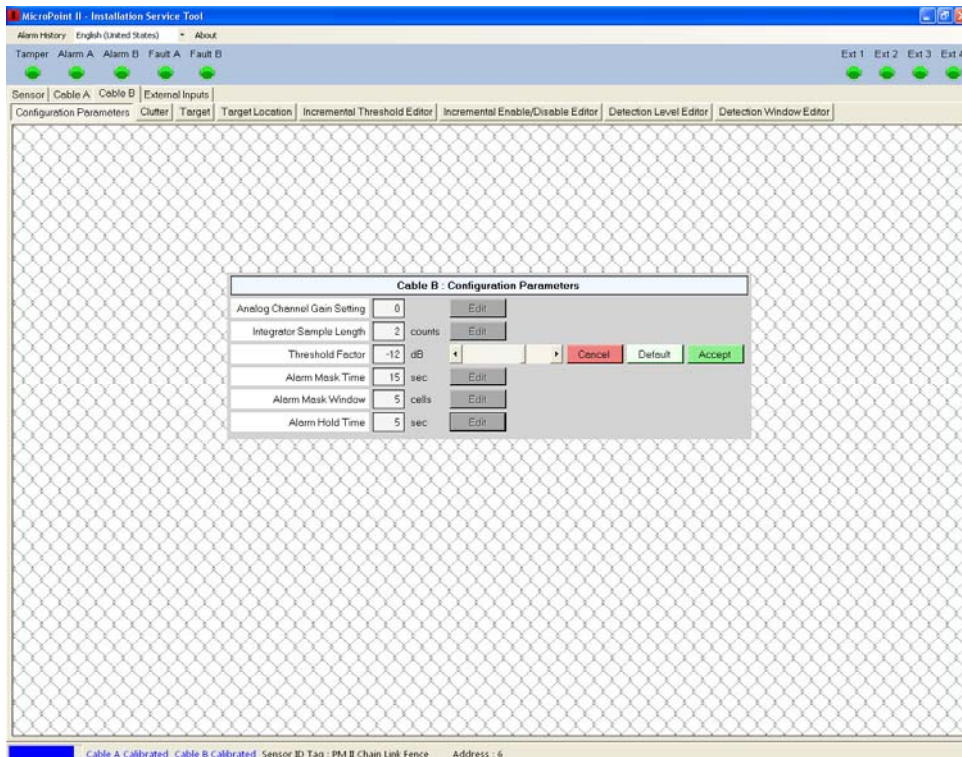 MicroPoint II - Installation Service Tool
Alarm History English (United States) About
Tamper Alarm A Alarm B Fault A Fault B Ext 1 Ext 2 Ext 3 Ext 4
Sensor Cable A Cable B External Inputs
Configuration Parameters Clutter Target Target Location Incremental Threshold Editor Incremental Enable/Disable Editor Detection Level Editor Detection Window Editor
Cable B : Configuration Parameters
Analog Channel Gain Setting 0 Edit
Integrator Sample Length 2 counts Edit
Threshold Factor -12 dB Cancel Default Accept
Alarm Mask Time 15 sec Edit
Alarm Mask Window 5 cells Edit
Alarm Hold Time 5 sec Edit
Cable A Calibrated Cable B Calibrated Sensor ID Tag : PM II Chain Link Fence Address : 6